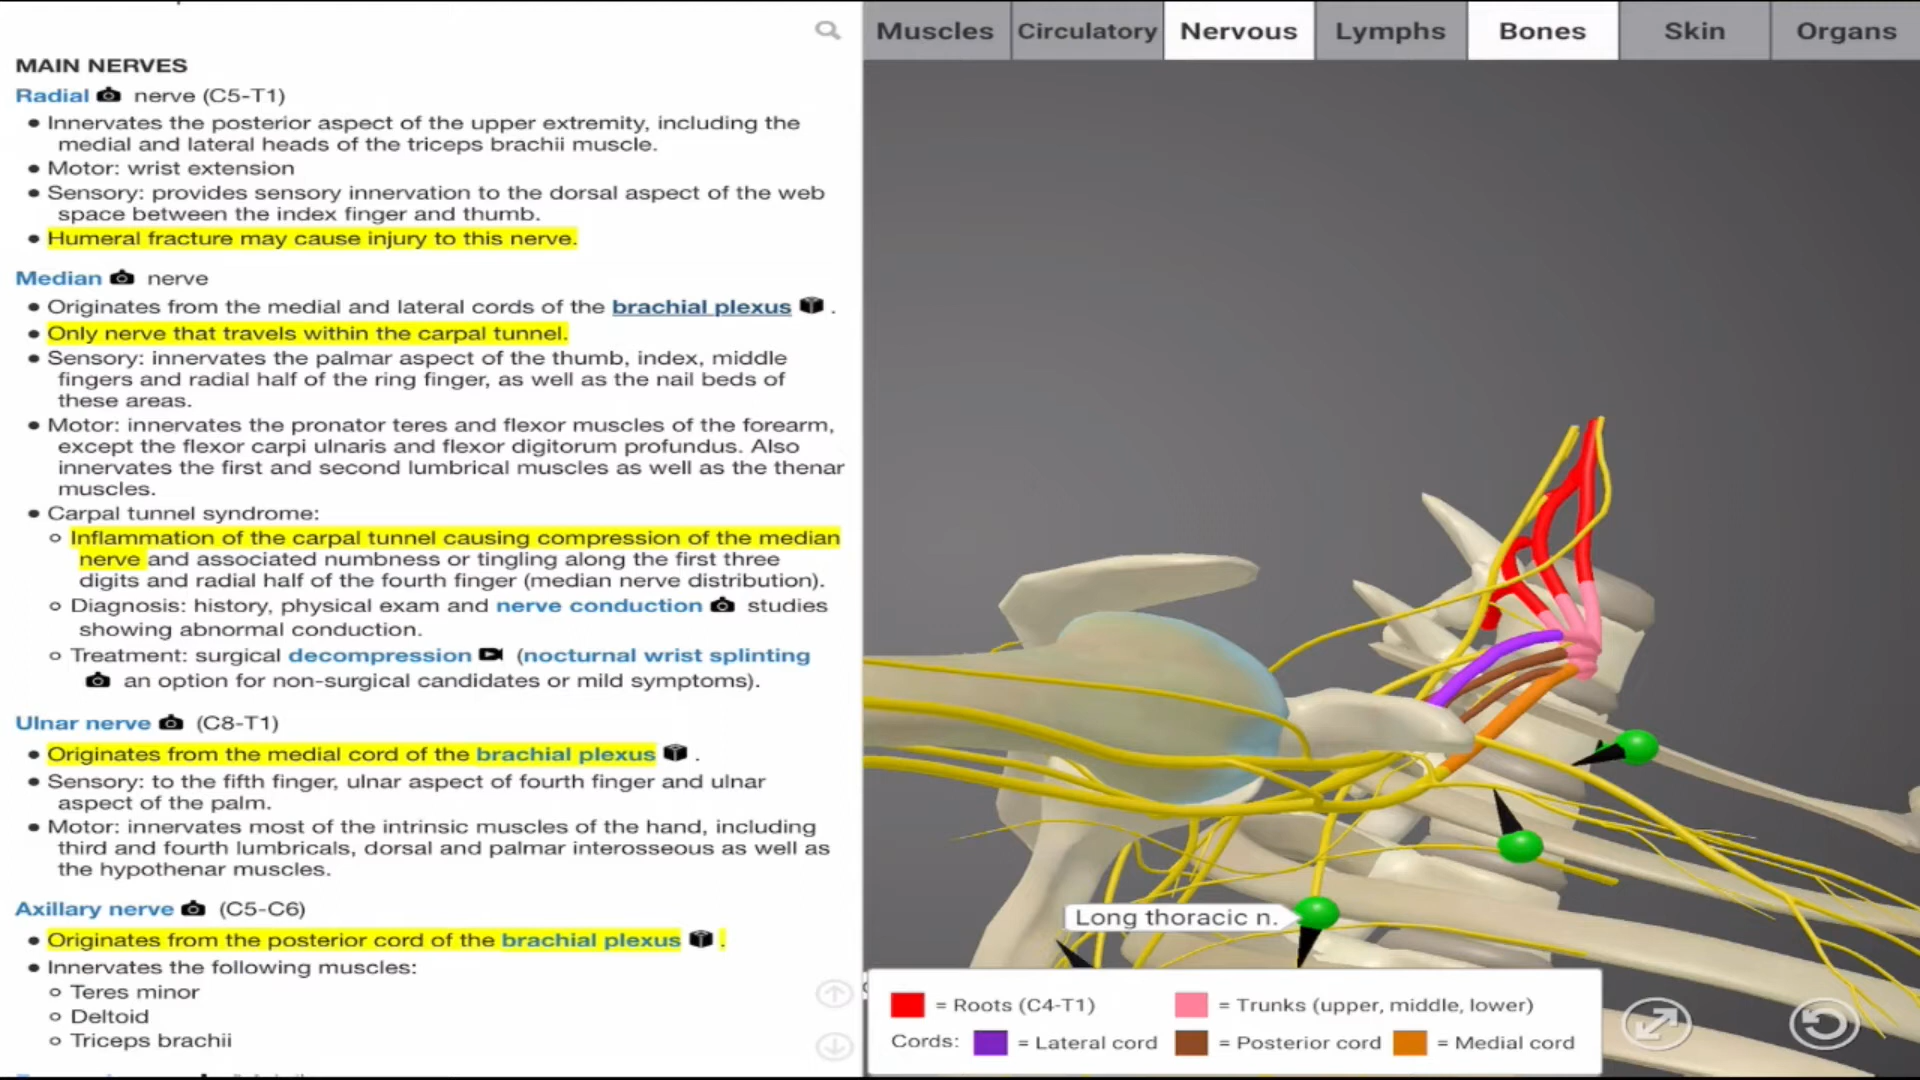 MAIN NERVES
Radial nerve (C5-T1)
• Innervates the posterior aspect of the upper extremity, including the
medial and lateral heads of the triceps brachii muscle.
• Motor: wrist extension
• Sensory: provides sensory innervation to the dorsal aspect of the web
space between the index finger and thumb.
• Humeral fracture may cause injury to this nerve.
Median nerve
• Originates from the medial and lateral cords of the brachial plexus .
• Only nerve that travels within the carpal tunnel.
• Sensory: innervates the palmar aspect of the thumb, index, middle
fingers and radial half of the ring finger, as well as the nail beds of
these areas.
• Motor: innervates the pronator teres and flexor muscles of the forearm,
except the flexor carpi ulnaris and flexor digitorum profundus. Also
innervates the first and second lumbrical muscles as well as the thenar
muscles.
• Carpal tunnel syndrome:
o Inflammation of the carpal tunnel causing compression of the median
nerve and associated numbness or tingling along the first three
digits and radial half of the fourth finger (median nerve distribution).
o Diagnosis: history, physical exam and nerve conduction studies
showing abnormal conduction.
o Treatment: surgical decompression (nocturnal wrist splinting
an option for non-surgical candidates or mild symptoms).
Ulnar nerve (C8-T1)
• Originates from the medial cord of the brachial plexus .
• Sensory: to the fifth finger, ulnar aspect of fourth finger and ulnar
aspect of the palm.
• Motor: innervates most of the intrinsic muscles of the hand, including
third and fourth lumbricals, dorsal and palmar interosseous as well as
the hypothenar muscles.
Axillary nerve (C5-C6)
• Originates from the posterior cord of the brachial plexus .
• Innervates the following muscles:
o Teres minor
o Deltoid
o Triceps brachii
Muscles Circulatory Nervous Lymphs Bones Skin Organs
Long thoracic n.
= Roots (C4-T1) = Trunks (upper, middle, lower)
Cords: = Lateral cord = Posterior cord = Medial cord